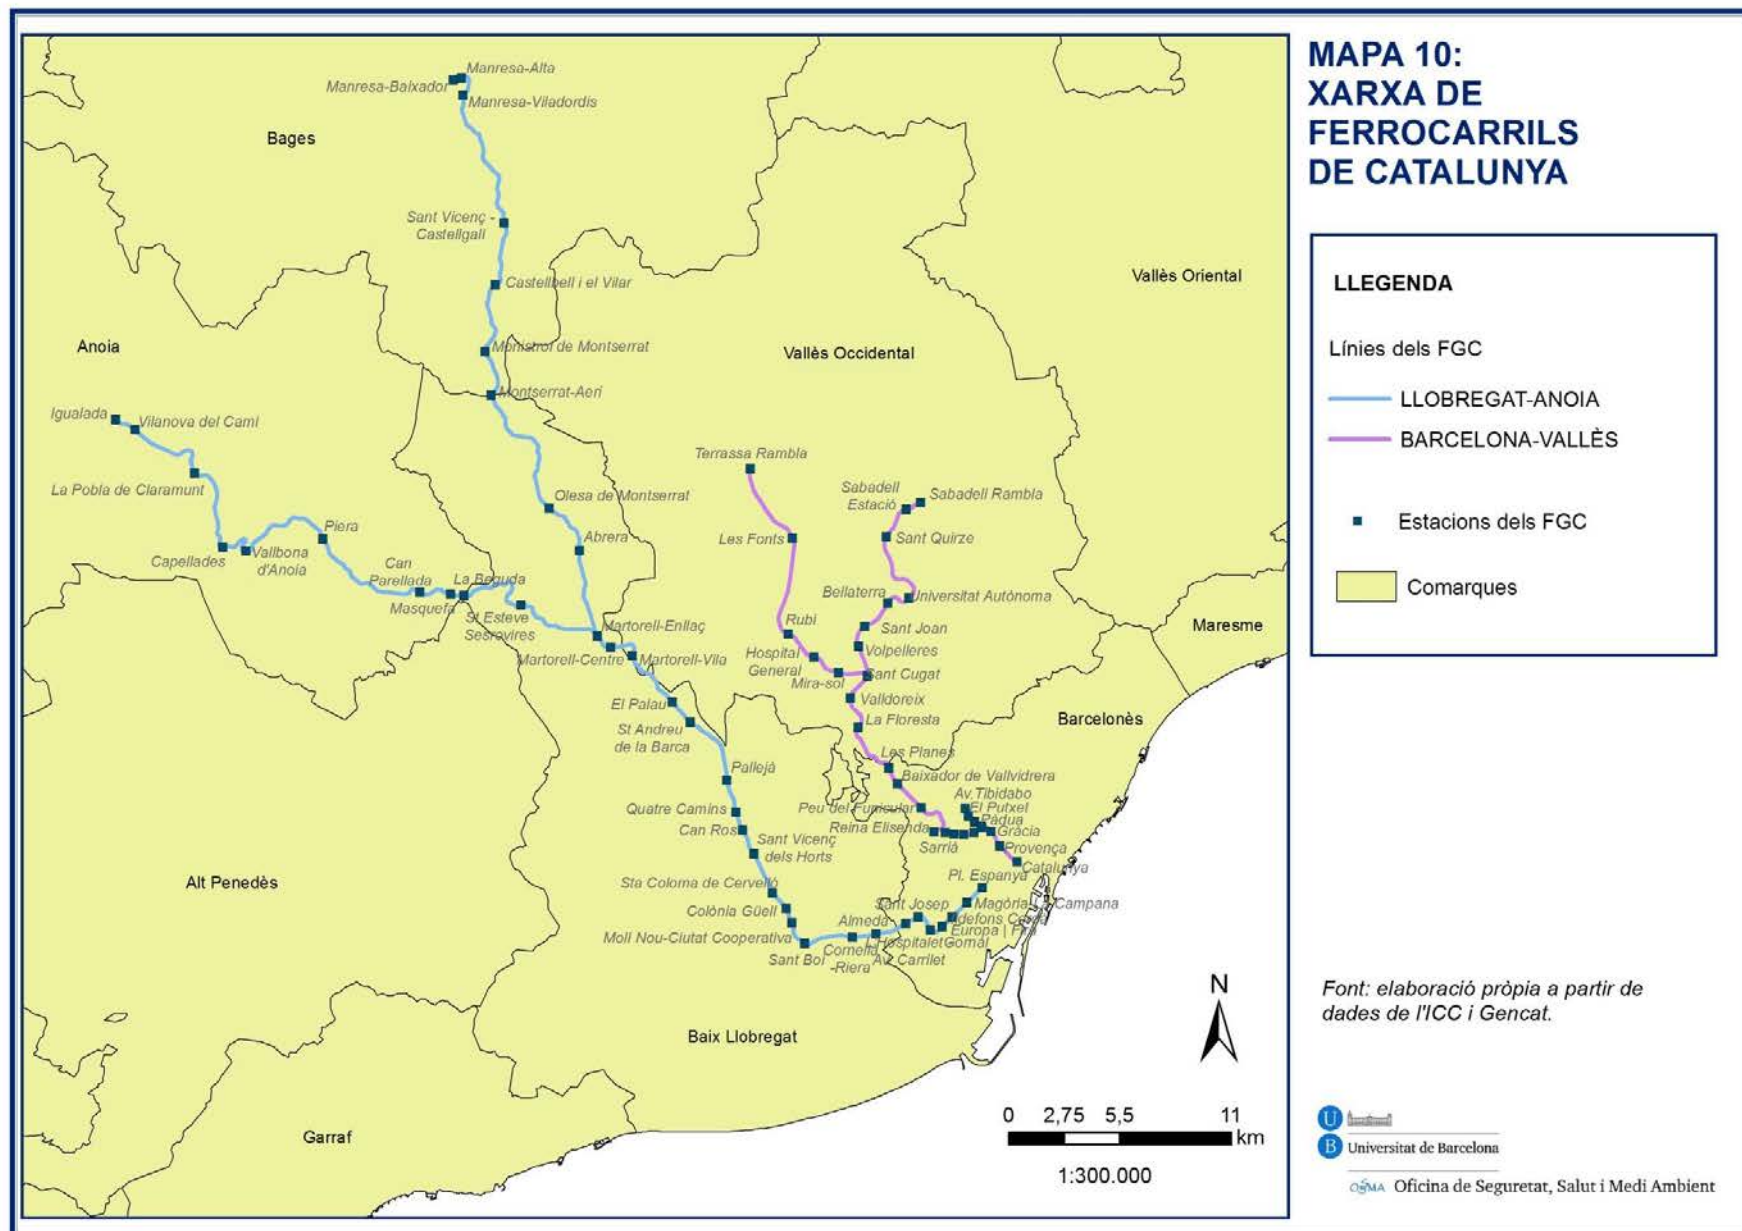 MAPA 10:
XARXA DE
FERROCARRILS
DE CATALUNYA
LLEGENDA
Línies dels FGC
LLOBREGAT-ANOIA
BARCELONA-VALLÈS
Estacions dels FGC
Comarques
Manresa-Alta
Manresa-Baixador
Manresa-Viladordis
Bages
Sant Vicenç -
Castellgalí
Castellbell i el Vilar
Vallès Oriental
Anoia
Monistrol de Montserrat
Vallès Occidental
Montserrat-Aeri
Igualada
Vilanova del Camí
Terrassa Rambla
La Pobla de Claramunt
Olesa de Montserrat
Sabadell
Estació
Sabadell Rambla
Piera
Abrera
Les Fonts
Sant Quirze
Capellades
Vallbona
d'Anoia
Can
Parellada
La Beguda
Masquefa
St Esteve
Sesrovires
Bellaterra
Universitat Autònoma
Martorell-Enllaç
Rubí
Sant Joan
Maresme
Martorell-Centre
Martorell-Vila
Hospital
General
Volpelleres
Mira-sol
Sant Cugat
El Palau
Valldoreix
St Andreu
de la Barca
La Floresta
Barcelonès
Les Planes
Pallejà
Baixador de Vallvidrera
Av.Tibidabo
Quatre Camins
Peu del Funicular
El Putxet
Pàdua
Can Ros
Reina Elisenda
Gràcia
Sant Vicenç
dels Horts
Sarrià
Provença
Catalunya
Alt Penedès
Sta Coloma de Cervelló
Pl. Espanya
Colònia Güell
Almeda
Sant Josep
Magòria-La Campana
Ildefons Cerdà
Moli Nou-Ciutat Cooperativa
Europa | Fira
Cornellà
-Riera
L'Hospitalet
Av. Carrilet
Gornal
Sant Boi
Baix Llobregat
Garraf
N
0 2,75 5,5 11
km
1:300.000
Font: elaboració pròpia a partir de
dades de l'ICC i Gencat.
U
B
Universitat de Barcelona
OSMA Oficina de Seguretat, Salut i Medi Ambient